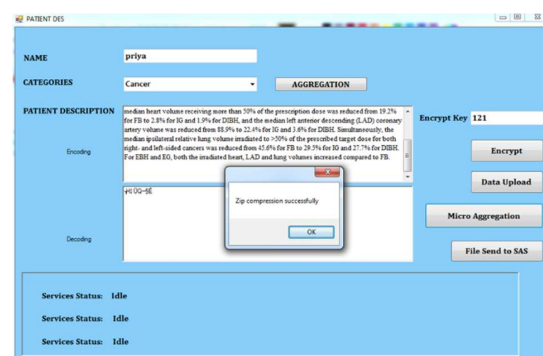 PATIENT DES
NAME
priya
CATEGORIES
Cancer
AGGREGATION
PATIENT DESCRIPTION
median heart volume receiving more than 50% of the prescription dose was reduced from 19.2%
for FB to 2.8% for IG and 1.9% for DIBH, and the median left anterior descending (LAD) coronary
artery volume was reduced from 88.9% to 22.4% for IG and 3.6% for DIBH. Simultaneously, the
median ipsilateral relative lung volume irradiated to >50% of the prescribed target dose for both
right- and left-sided cancers was reduced from 45.6% for FB to 29.5% for IG and 27.7% for DIBH.
For EBH and EG, both the irradiated heart, LAD and lung volumes increased compared to FB.
Encrypt Key
121
Encoding
Encrypt
Data Upload
Zip compression successfully
OK
Micro Aggregation
Decoding
File Send to SAS
Services Status: Idle
Services Status: Idle
Services Status: Idle